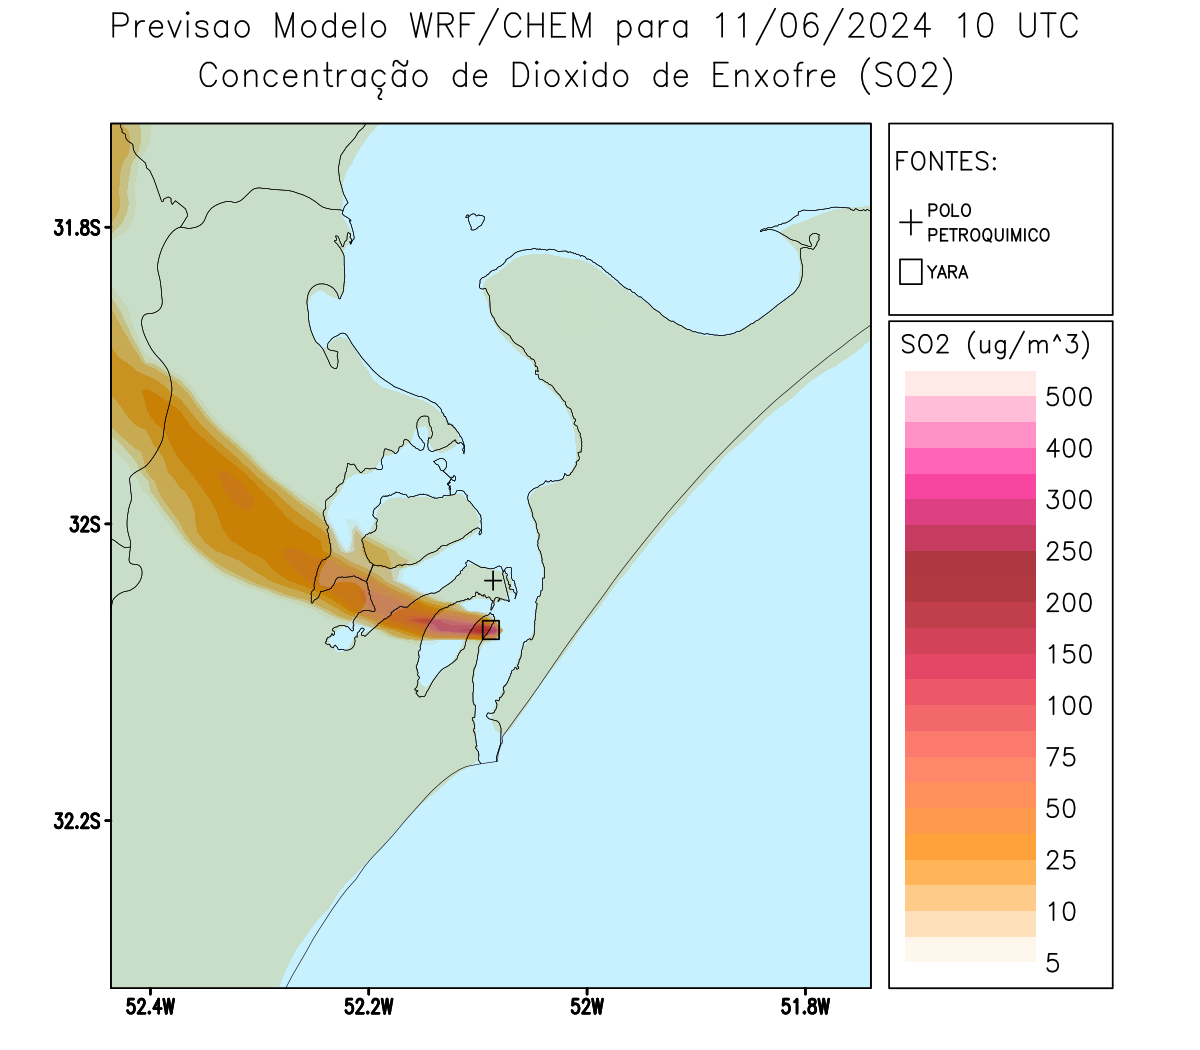 Previsao Modelo WRF/CHEM para 11/06/2024 10 UTC
Concentração de Dioxido de Enxofre (SO2)
FONTES:
POLO
PETROQUIMICO
YARA
SO2 (ug/m^3)
500
400
300
250
200
150
100
75
50
25
10
5
31.8S
32S
32.2S
52.4W
52.2W
52W
51.8W